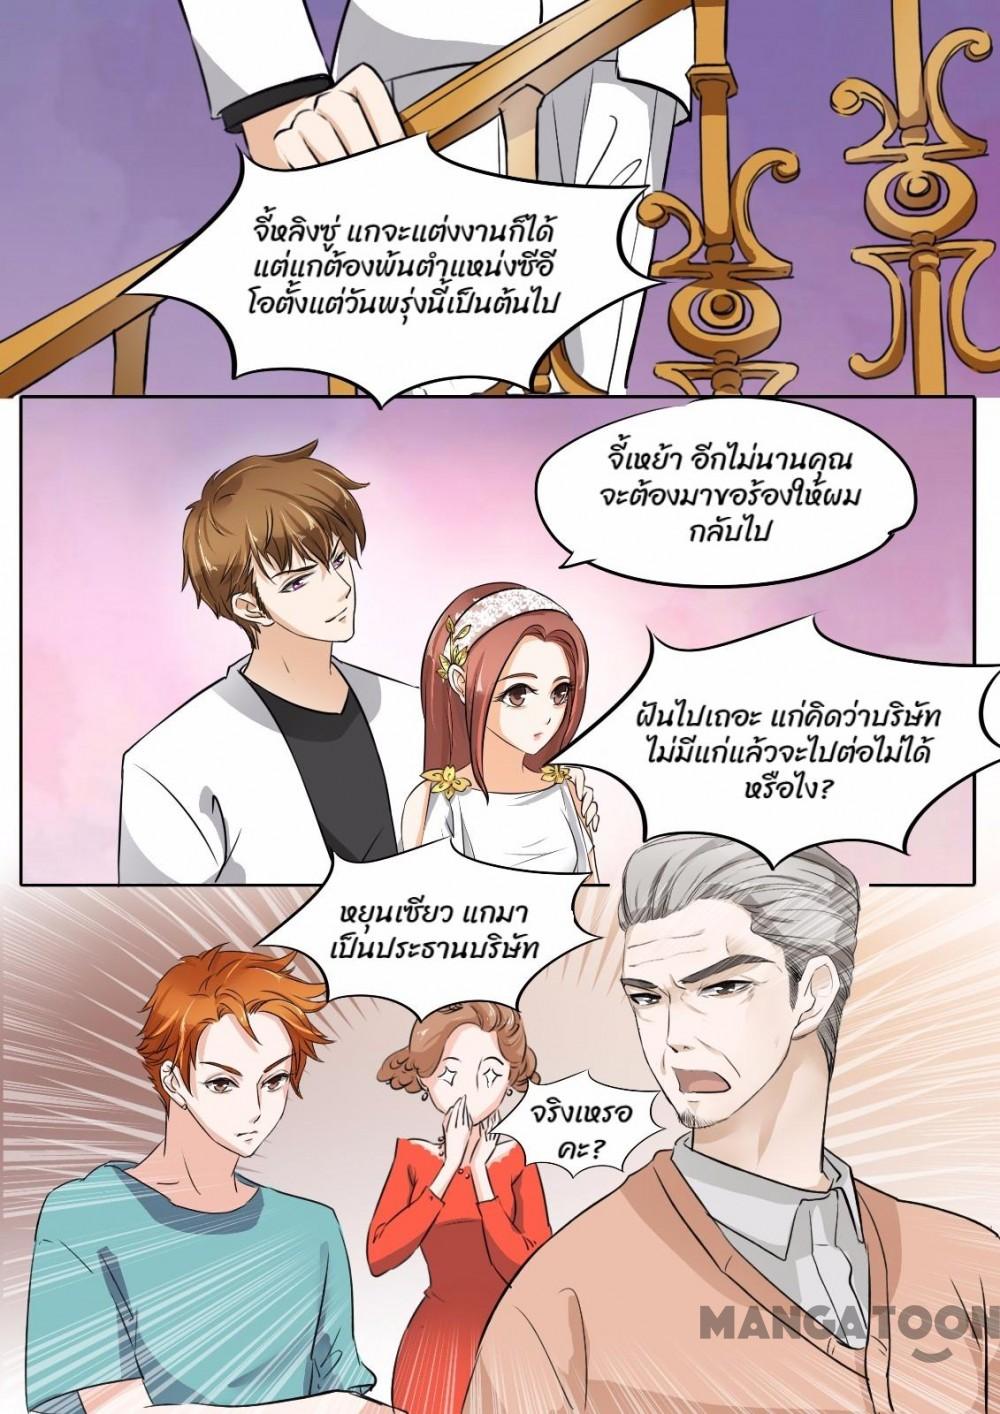 จี้หลิงซู่ แกจะแต่งงานก็ได้
แต่แกต้องพ้นตำแหน่งซีอี
โอตั้งแต่วันพรุ่งนี้เป็นต้นไป
จี้เหย้า อีกไม่นานคุณ
จะต้องมาขอร้องให้ผม
กลับไป
ฝันไปเถอะ แก่คิดว่าบริษัท
ไม่มีแก่แล้วจะไปต่อไม่ได้
หรือไง?
หยุนเซียว แกมา
เป็นประธานบริษัท
จริงเหรอ
คะ?
MANGATOON